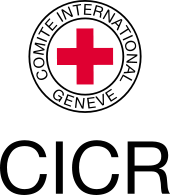 COMITE INTERNATIONAL
GENEVE
CICR